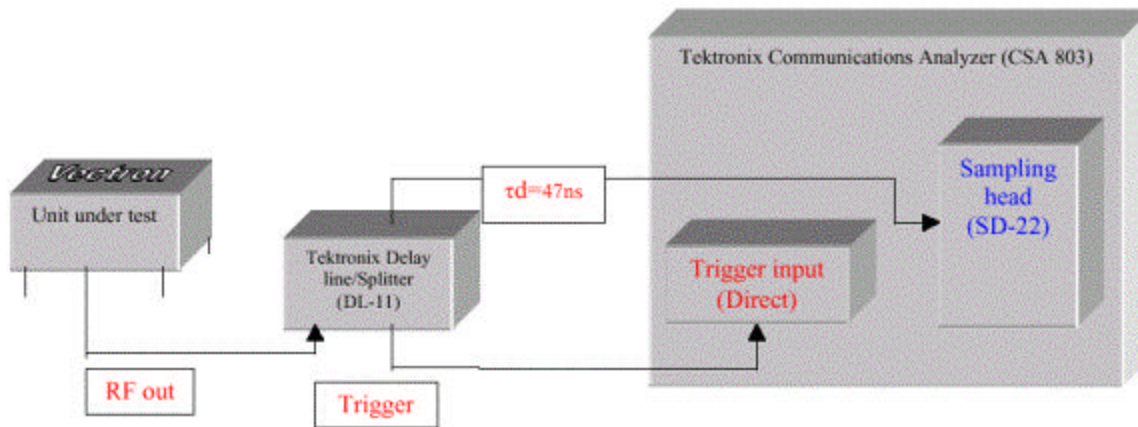 Tektronix Communications Analyzer (CSA 803)
Vectron
Unit under test
τd=47ns
Sampling
head
(SD-22)
Tektronix Delay
line/Splitter
(DL-11)
Trigger input
(Direct)
RF out
Trigger